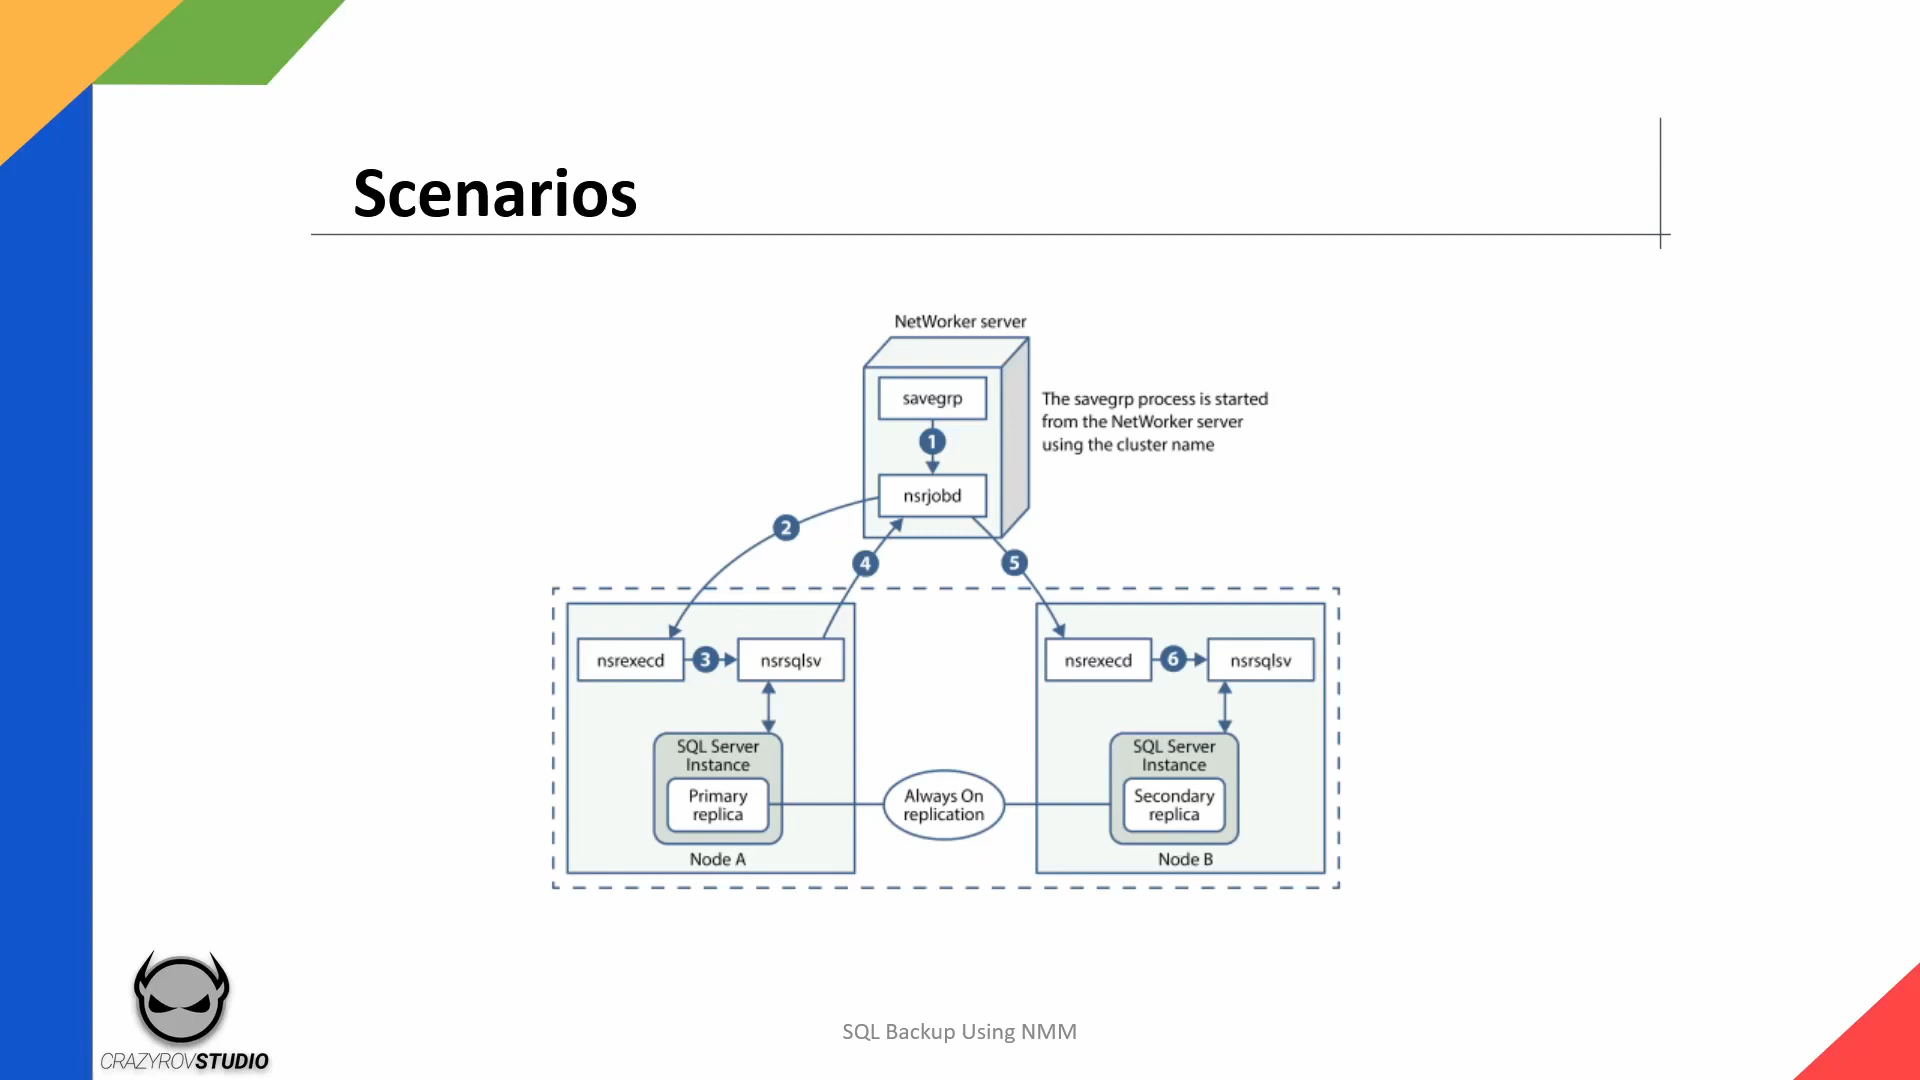 Scenarios
NetWorker server
savegrp
1
nsrjobd
The savegrp process is started
from the NetWorker server
using the cluster name
2
4
5
nsrexecd
3
nsrsqlsv
SQL Server
Instance
Primary
replica
Node A
Always On
replication
nsrexecd
6
nsrsqlsv
SQL Server
Instance
Secondary
replica
Node B
SQL Backup Using NMM
CRAZYROVSTUDIO